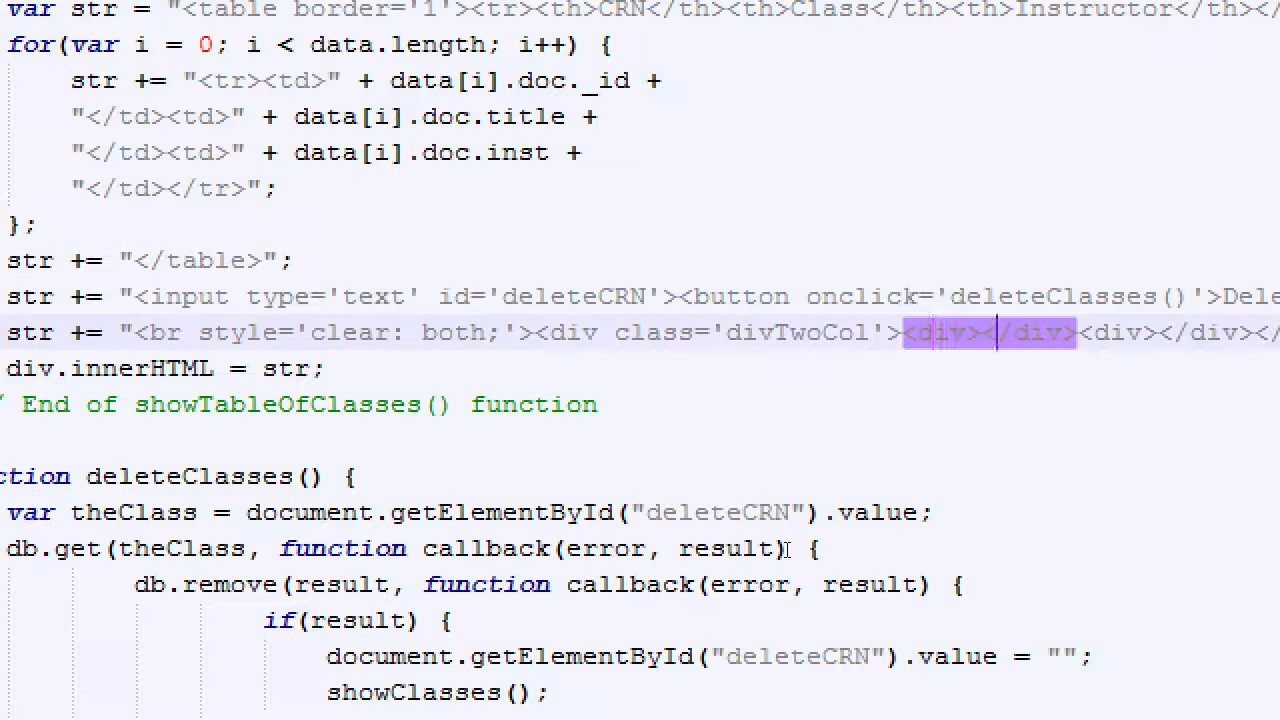 var str = "<table border='1'><tr><th>CRN</th><th>Class</th><th>Instructor</th></
for(var i = 0; i < data.length; i++) {
str += "<tr><td>" + data[i].doc._id +
"</td><td>" + data[i].doc.title +
"</td><td>" + data[i].doc.inst +
"</td></tr>";
};
str += "</table>";
str += "<input type='text' id='deleteCRN'><button onclick='deleteClasses()'>Dele
str += "<br style='clear: both;'><div class='divTwoCol'><div></div><div></div></
div.innerHTML = str;
/ End of showTableOfClasses() function
ction deleteClasses() {
var theClass = document.getElementById("deleteCRN").value;
db.get(theClass, function callback(error, result) {
db.remove(result, function callback(error, result) {
if(result) {
document.getElementById("deleteCRN").value = "";
showClasses();